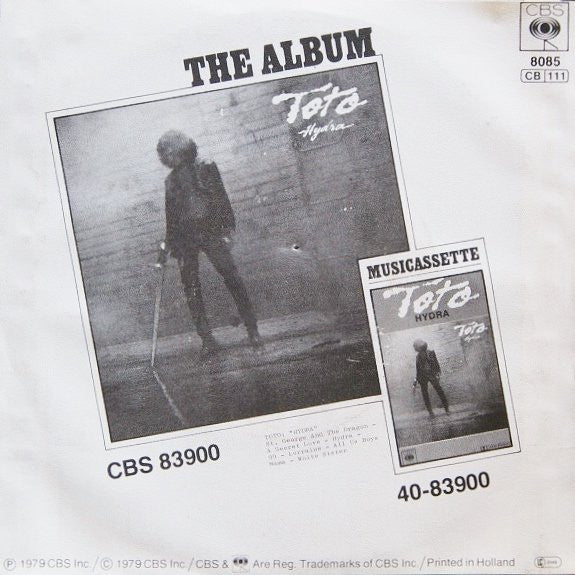 CBS
8085
CB 111
THE ALBUM
Toto
Hydra
MUSICASSETTE
Toto
HYDRA
Toto
Hydra
TOTO: "HYDRA"
St. George And The Dragon -
A Secret Love - Hydra -
99 - Lorraine - All Us Boys
Mama - White Sister
CBS 83900
40-83900
Ⓟ 1979 CBS Inc. / © 1979 CBS Inc. / CBS & Are Reg. Trademarks of CBS Inc. / Printed in Holland